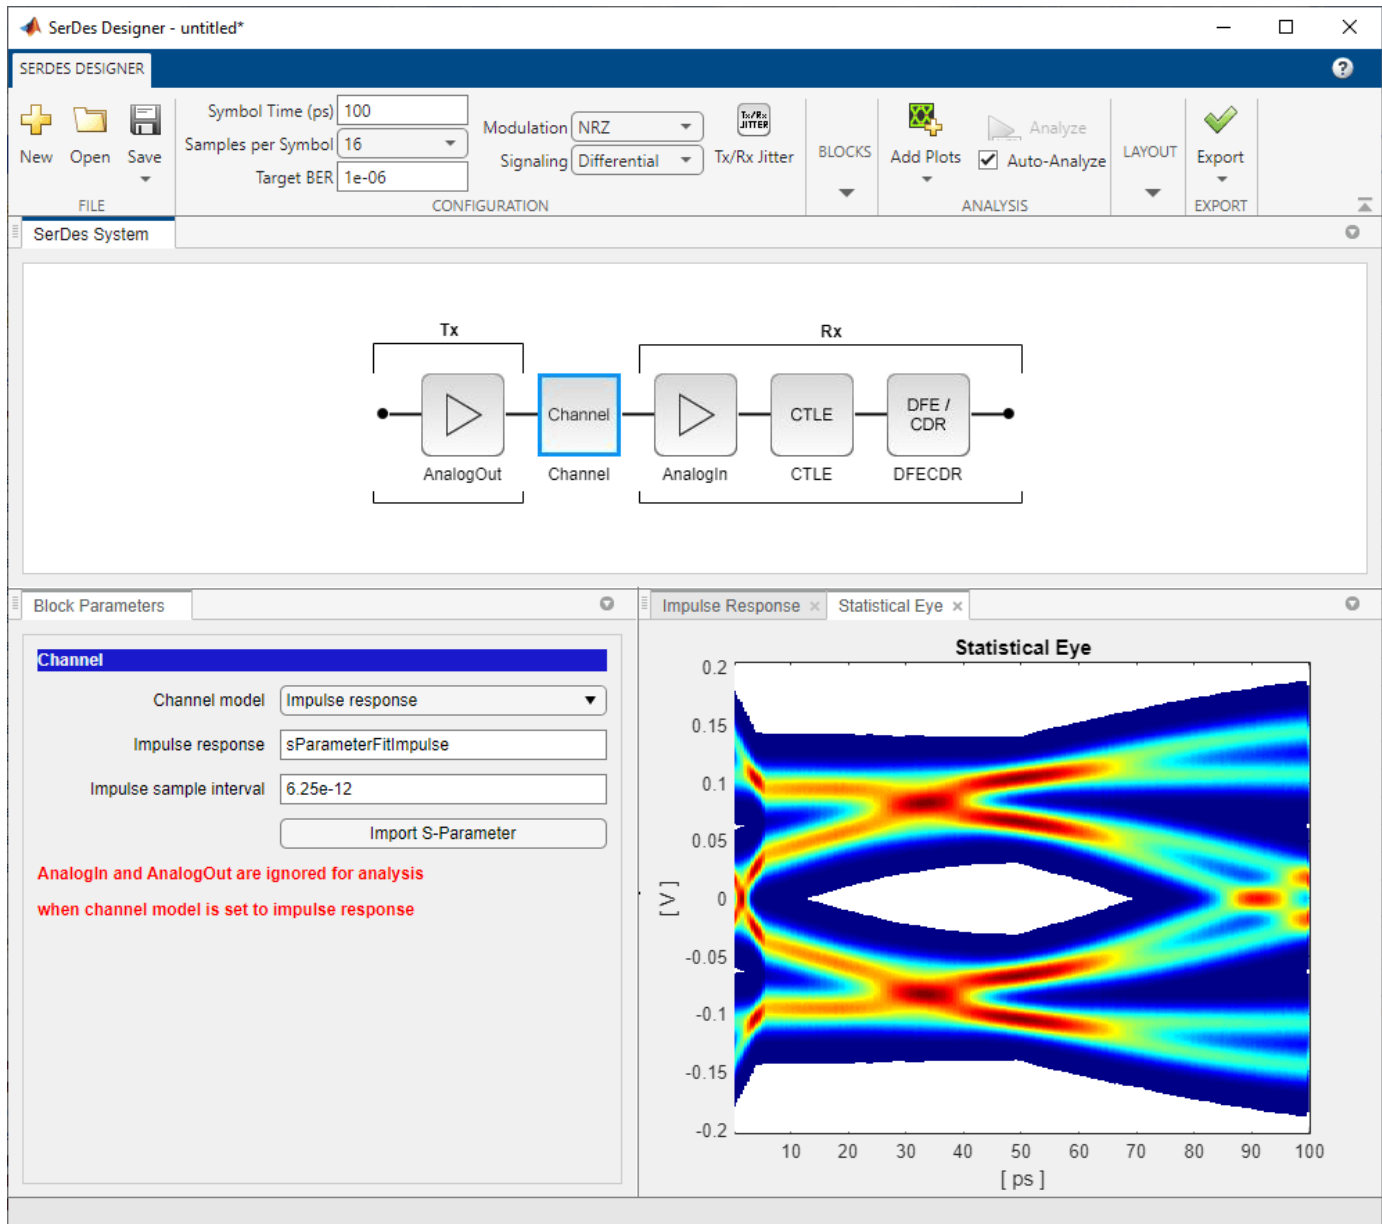 SerDes Designer - untitled*
SERDES DESIGNER
?
New
Open
Save
FILE
Symbol Time (ps) 100
Samples per Symbol 16
Target BER 1e-06
Modulation NRZ
Signaling Differential
Tx/Rx
JITTER
Tx/Rx Jitter
CONFIGURATION
BLOCKS
Add Plots
Analyze
Auto-Analyze
ANALYSIS
LAYOUT
Export
EXPORT
SerDes System
Tx
Rx
Channel
CTLE
DFE /
CDR
AnalogOut
Channel
AnalogIn
CTLE
DFECDR
Block Parameters
Channel
Channel model Impulse response
Impulse response sParameterFitImpulse
Impulse sample interval 6.25e-12
Import S-Parameter
AnalogIn and AnalogOut are ignored for analysis
when channel model is set to impulse response
Impulse Response × Statistical Eye ×
Statistical Eye
0.2
0.15
0.1
0.05
0
-0.05
-0.1
-0.15
-0.2
[ V ]
10 20 30 40 50 60 70 80 90 100
[ ps ]